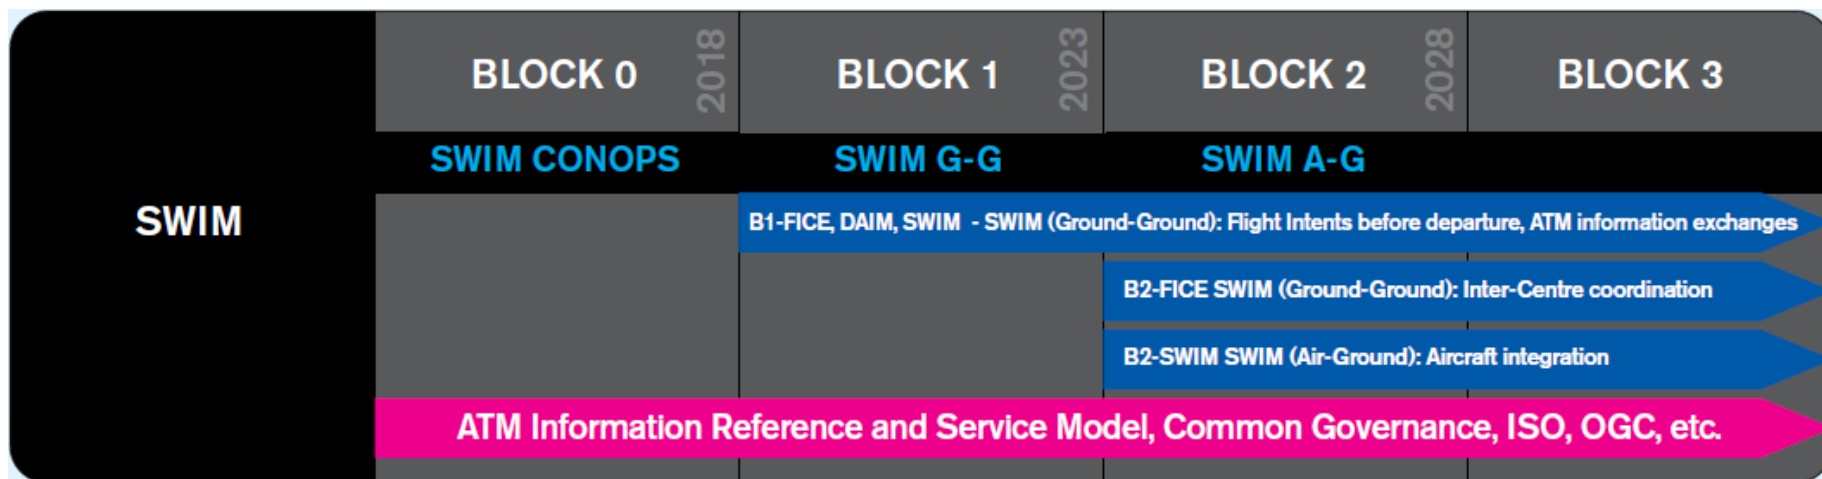 BLOCK 0
2018
BLOCK 1
2023
BLOCK 2
2028
BLOCK 3
SWIM CONOPS
SWIM G-G
SWIM A-G
SWIM
B1-FICE, DAIM, SWIM - SWIM (Ground-Ground): Flight Intents before departure, ATM information exchanges
B2-FICE SWIM (Ground-Ground): Inter-Centre coordination
B2-SWIM SWIM (Air-Ground): Aircraft integration
ATM Information Reference and Service Model, Common Governance, ISO, OGC, etc.